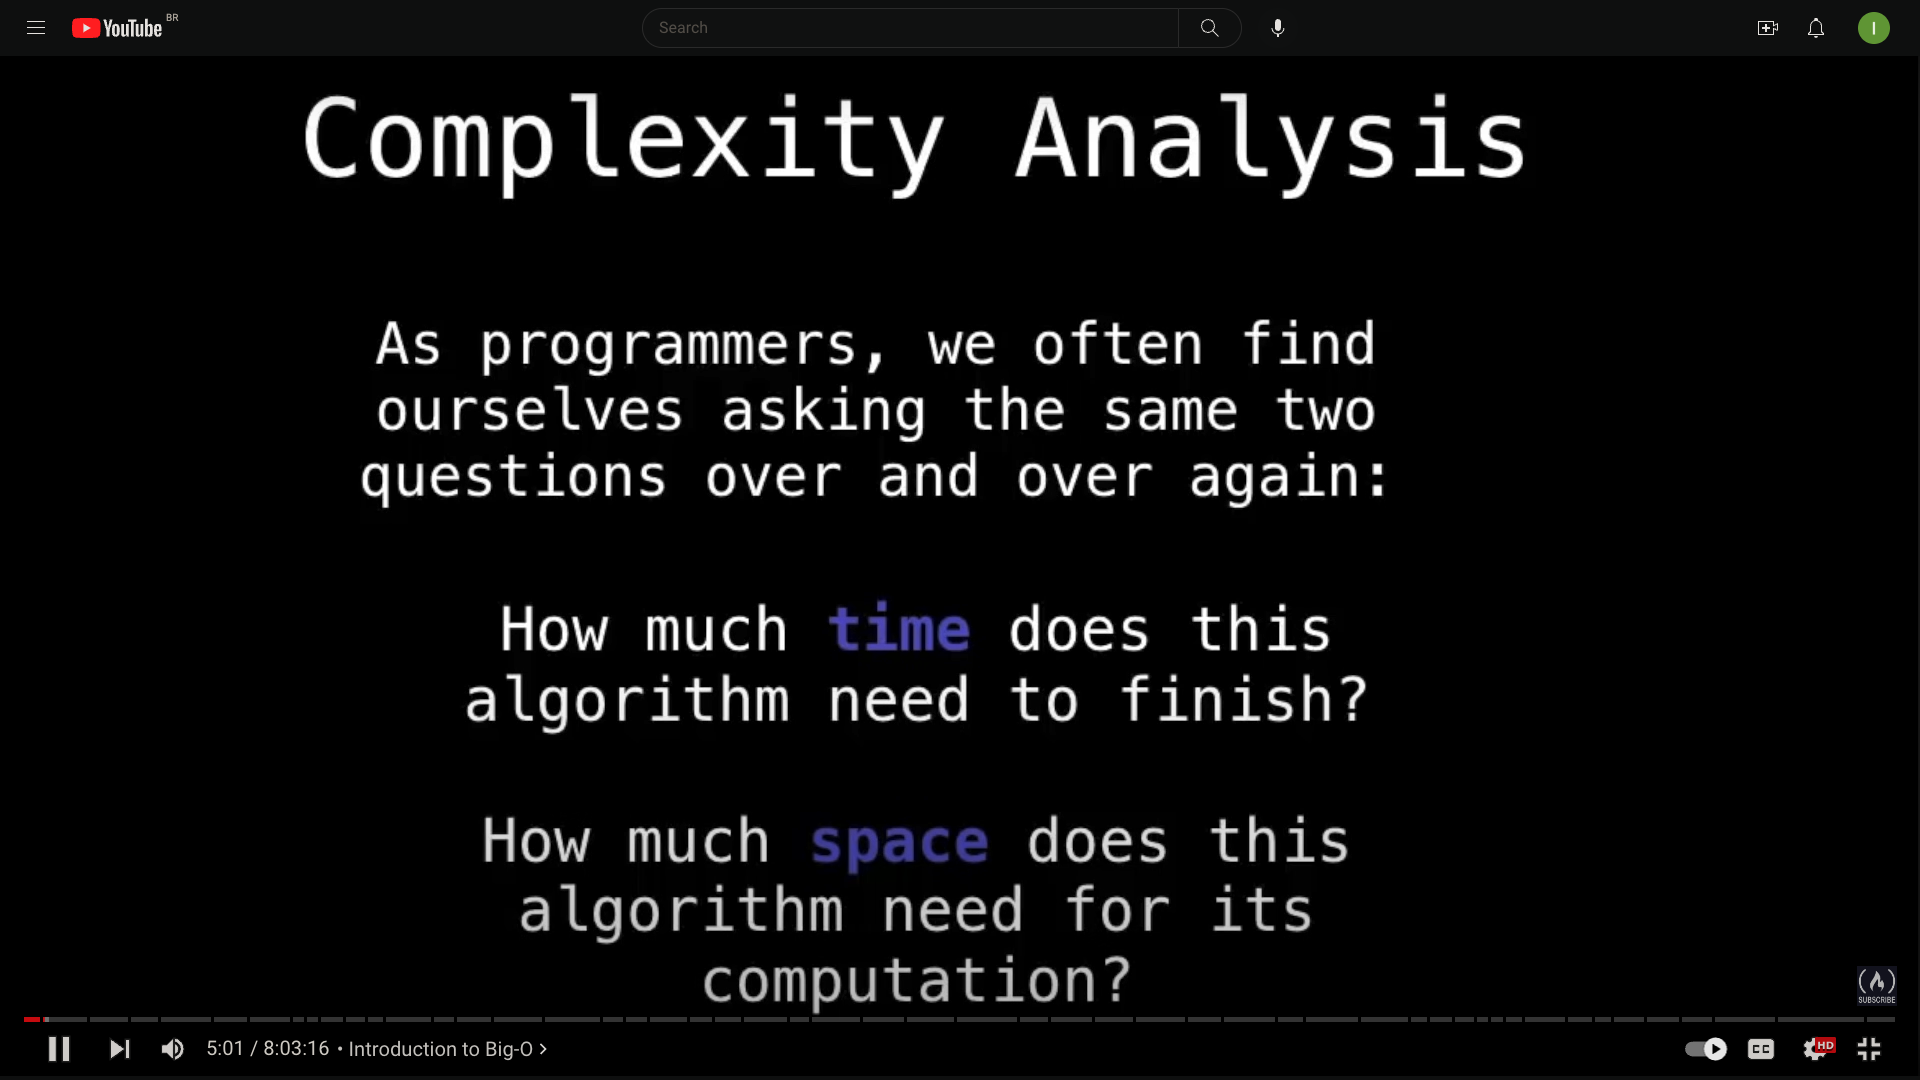 YouTube BR
Search
I
Complexity Analysis
As programmers, we often find
ourselves asking the same two
questions over and over again:
How much time does this
algorithm need to finish?
How much space does this
algorithm need for its
computation?
SUBSCRIBE
5:01 / 8:03:16 • Introduction to Big-O
CC
HD